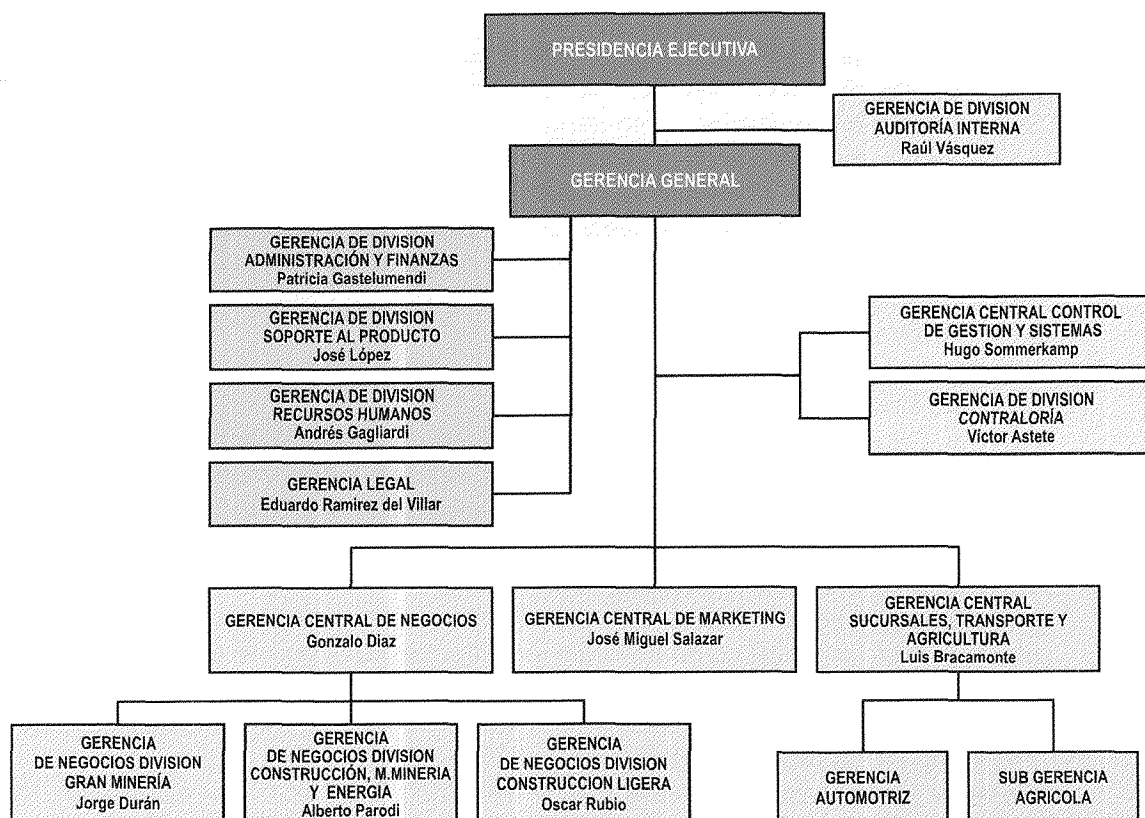 PRESIDENCIA EJECUTIVA
GERENCIA DE DIVISION
AUDITORÍA INTERNA
Raúl Vásquez
GERENCIA GENERAL
GERENCIA DE DIVISION
ADMINISTRACIÓN Y FINANZAS
Patricia Gastelumendi
GERENCIA DE DIVISION
SOPORTE AL PRODUCTO
José López
GERENCIA DE DIVISION
RECURSOS HUMANOS
Andrés Gagliardi
GERENCIA LEGAL
Eduardo Ramirez del Villar
GERENCIA CENTRAL CONTROL
DE GESTION Y SISTEMAS
Hugo Sommerkamp
GERENCIA DE DIVISION
CONTRALORÍA
Víctor Astete
GERENCIA CENTRAL DE NEGOCIOS
Gonzalo Diaz
GERENCIA CENTRAL DE MARKETING
José Miguel Salazar
GERENCIA CENTRAL
SUCURSALES, TRANSPORTE Y
AGRICULTURA
Luis Bracamonte
GERENCIA
DE NEGOCIOS DIVISION
GRAN MINERÍA
Jorge Durán
GERENCIA
DE NEGOCIOS DIVISION
CONSTRUCCIÓN, M.MINERIA
Y ENERGIA
Alberto Parodi
GERENCIA
DE NEGOCIOS DIVISION
CONSTRUCCION LIGERA
Oscar Rubio
GERENCIA
AUTOMOTRIZ
SUB GERENCIA
AGRICOLA